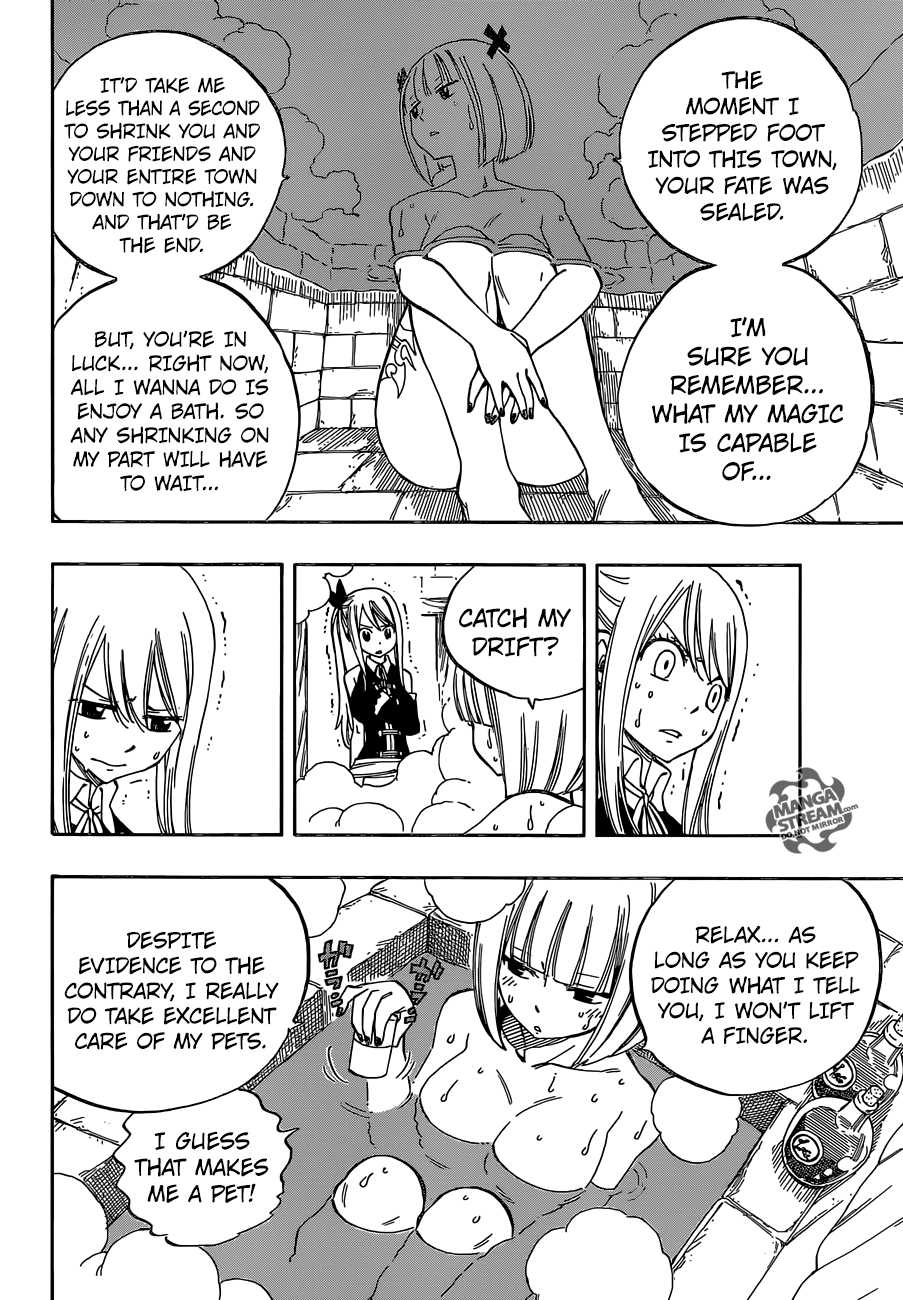 THE
MOMENT I
STEPPED FOOT
INTO THIS TOWN,
YOUR FATE WAS
SEALED.
I'M
SURE YOU
REMEMBER...
WHAT MY MAGIC
IS CAPABLE
OF...
IT'D TAKE ME
LESS THAN A SECOND
TO SHRINK YOU AND
YOUR FRIENDS AND
YOUR ENTIRE TOWN
DOWN TO NOTHING.
AND THAT'D BE
THE END.
BUT, YOU'RE IN
LUCK... RIGHT NOW,
ALL I WANNA DO IS
ENJOY A BATH. SO
ANY SHRINKING ON
MY PART WILL HAVE
TO WAIT...
CATCH MY
DRIFT?
MANGA
STREAM.com
DO NOT MIRROR
RELAX... AS
LONG AS YOU KEEP
DOING WHAT I TELL
YOU, I WON'T LIFT
A FINGER.
DESPITE
EVIDENCE TO THE
CONTRARY, I REALLY
DO TAKE EXCELLENT
CARE OF MY PETS.
I GUESS
THAT MAKES
ME A PET!